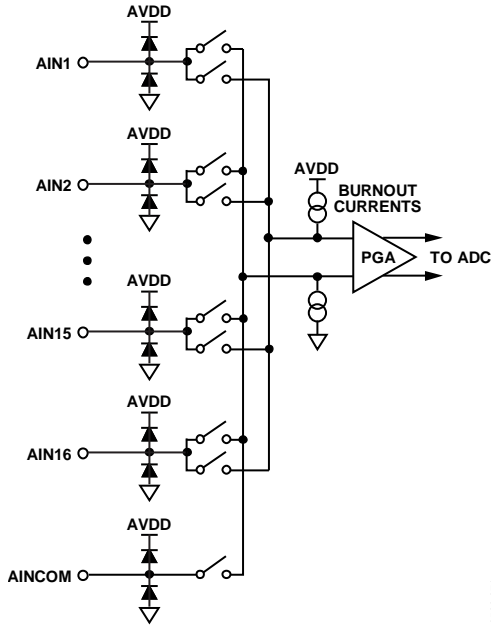 AVDD
AIN1
AVDD
AIN2
AVDD
BURNOUT
CURRENTS
PGA
TO ADC
AVDD
AIN15
AVDD
AIN16
AVDD
AINCOM